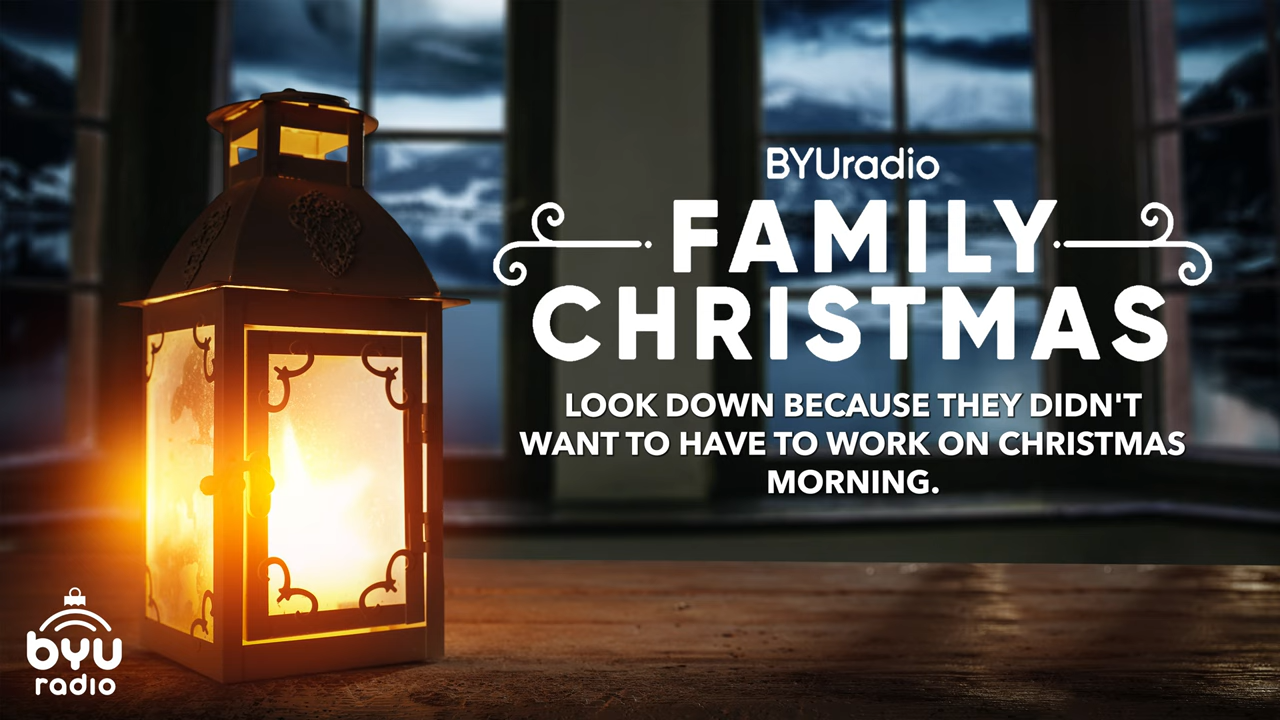 BYUradio
FAMILY
CHRISTMAS
LOOK DOWN BECAUSE THEY DIDN'T
WANT TO HAVE TO WORK ON CHRISTMAS
MORNING.
byu
radio